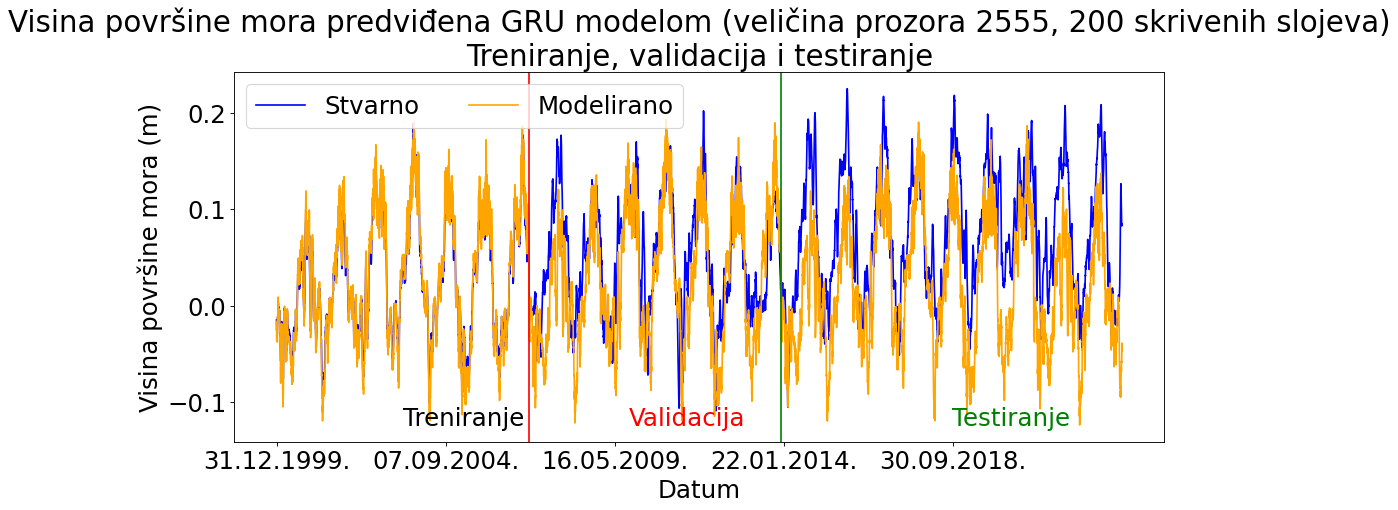 Visina površine mora predviđena GRU modelom (veličina prozora 2555, 200 skrivenih slojeva)
Treniranje, validacija i testiranje
Stvarno
Modelirano
Visina površine mora (m)
0.2
0.1
0.0
−0.1
Treniranje
Validacija
Testiranje
31.12.1999.
07.09.2004.
16.05.2009.
22.01.2014.
30.09.2018.
Datum